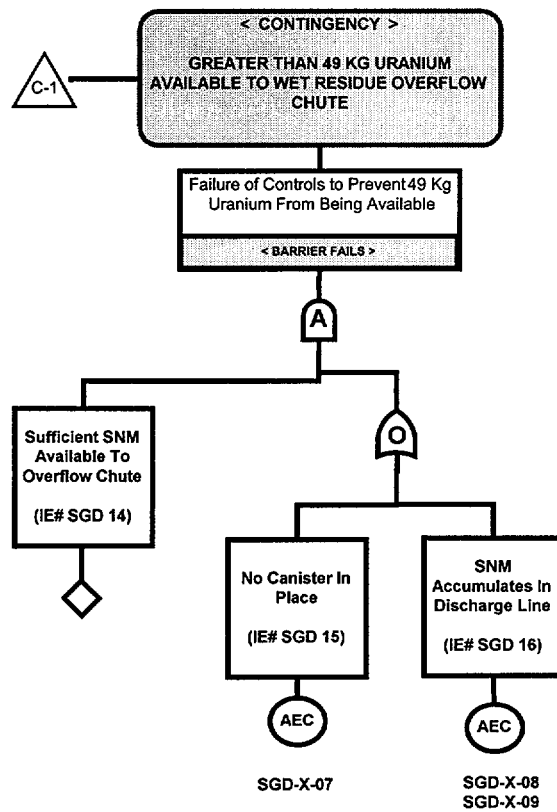 < CONTINGENCY >
GREATER THAN 49 KG URANIUM
AVAILABLE TO WET RESIDUE OVERFLOW
CHUTE
C-1
Failure of Controls to Prevent 49 Kg
Uranium From Being Available
< BARRIER FAILS >
A
O
Sufficient SNM
Available To
Overflow Chute
(IE# SGD 14)
No Canister In
Place
(IE# SGD 15)
AEC
SGD-X-07
SNM
Accumulates In
Discharge Line
(IE# SGD 16)
AEC
SGD-X-08
SGD-X-09